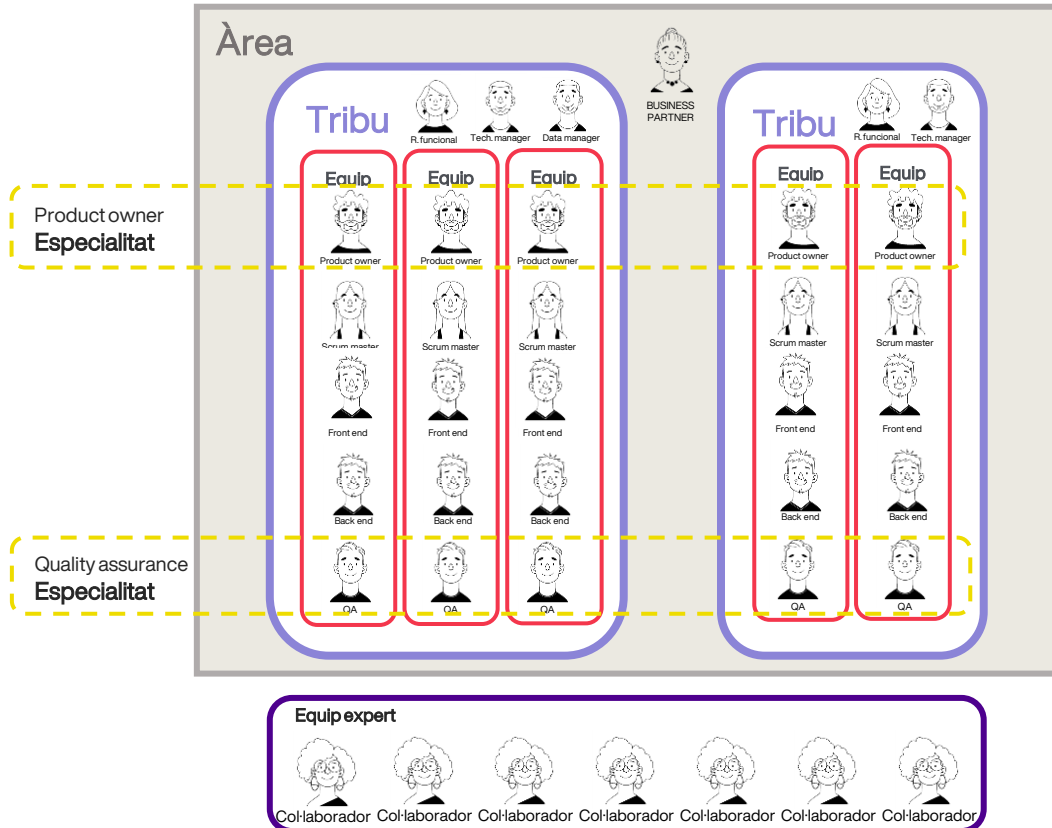 Àrea
BUSINESS
PARTNER
Tribu
R. funcional
Tech. manager
Data manager
Equip
Equip
Equip
Product owner
Product owner
Product owner
Scrum master
Scrum master
Scrum master
Front end
Front end
Front end
Back end
Back end
Back end
QA
QA
QA
Tribu
R. funcional
Tech. manager
Equip
Equip
Product owner
Product owner
Scrum master
Scrum master
Front end
Front end
Back end
Back end
QA
QA
Product owner
Especialitat
Quality assurance
Especialitat
Equip expert
Col·laborador
Col·laborador
Col·laborador
Col·laborador
Col·laborador
Col·laborador
Col·laborador